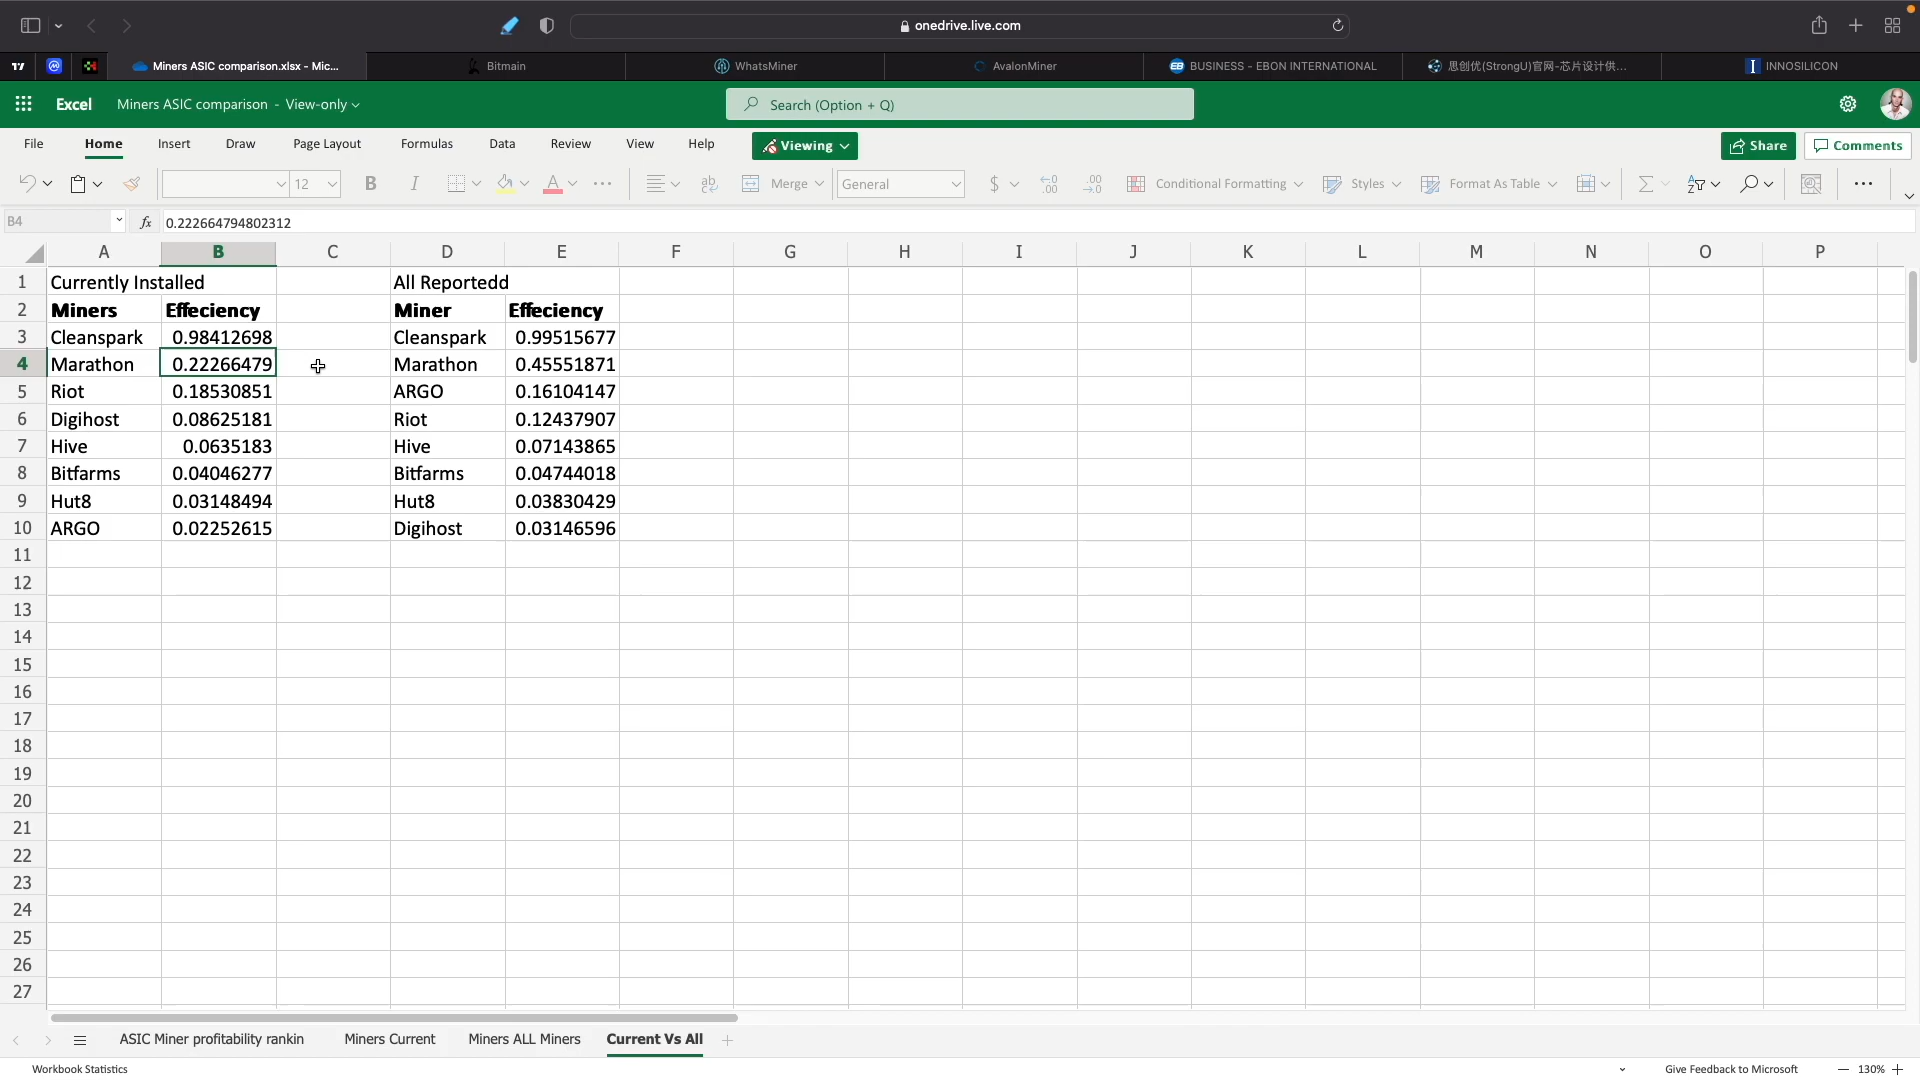 onedrive.live.com
Miners ASIC comparison.xlsx - Mic...
Bitmain
WhatsMiner
AvalonMiner
EB BUSINESS - EBON INTERNATIONAL
思创优(StrongU)官网-芯片设计供...
INNOSILICON
Excel Miners ASIC comparison - View-only
Search (Option + Q)
File Home Insert Draw Page Layout Formulas Data Review View Help Viewing Share Comments
12 B I ab Merge General $ .00 Conditional Formatting Styles Format As Table
B4 fx 0.222664794802312
A B C D E F G H I J K L M N O P
1 Currently Installed All Reportedd
2 Miners Effeciency Miner Effeciency
3 Cleanspark 0.98412698 Cleanspark 0.99515677
4 Marathon 0.22266479 Marathon 0.45551871
5 Riot 0.18530851 ARGO 0.16104147
6 Digihost 0.08625181 Riot 0.12437907
7 Hive 0.0635183 Hive 0.07143865
8 Bitfarms 0.04046277 Bitfarms 0.04744018
9 Hut8 0.03148494 Hut8 0.03830429
10 ARGO 0.02252615 Digihost 0.03146596
11
12
13
14
15
16
17
18
19
20
21
22
23
24
25
26
27
ASIC Miner profitability rankin Miners Current Miners ALL Miners Current Vs All
Workbook Statistics Give Feedback to Microsoft 130%